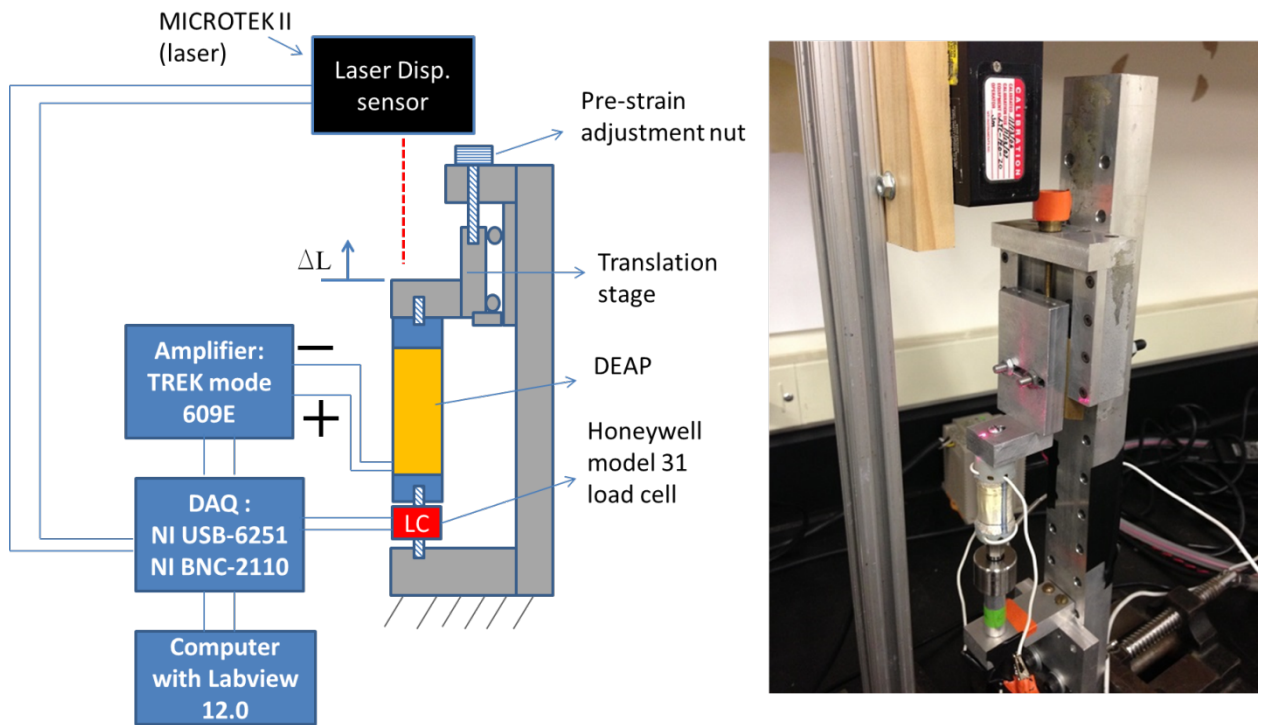 MICROTEK II
(laser)
Laser Disp.
sensor
Pre-strain
adjustment nut
ΔL
Translation
stage
Amplifier:
TREK mode
609E
−
+
DEAP
Honeywell
model 31
load cell
LC
DAQ :
NI USB-6251
NI BNC-2110
Computer
with Labview
12.0
CALIBRATION